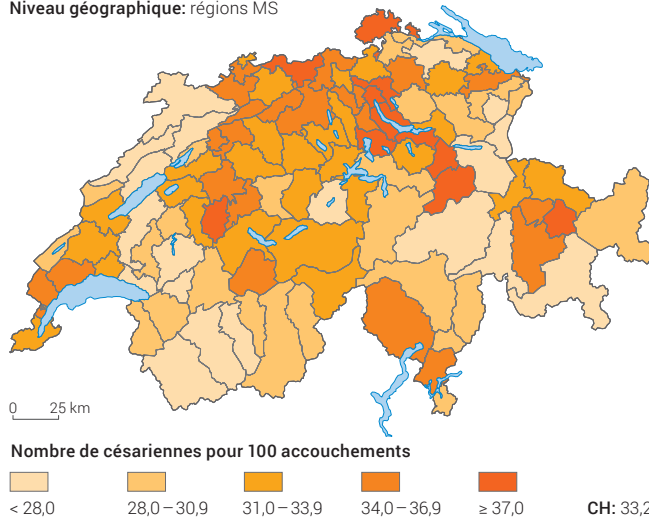 Niveau géographique: régions MS
0 25 km
Nombre de césariennes pour 100 accouchements
< 28,0 28,0 – 30,9 31,0 – 33,9 34,0 – 36,9 ≥ 37,0 CH: 33,2